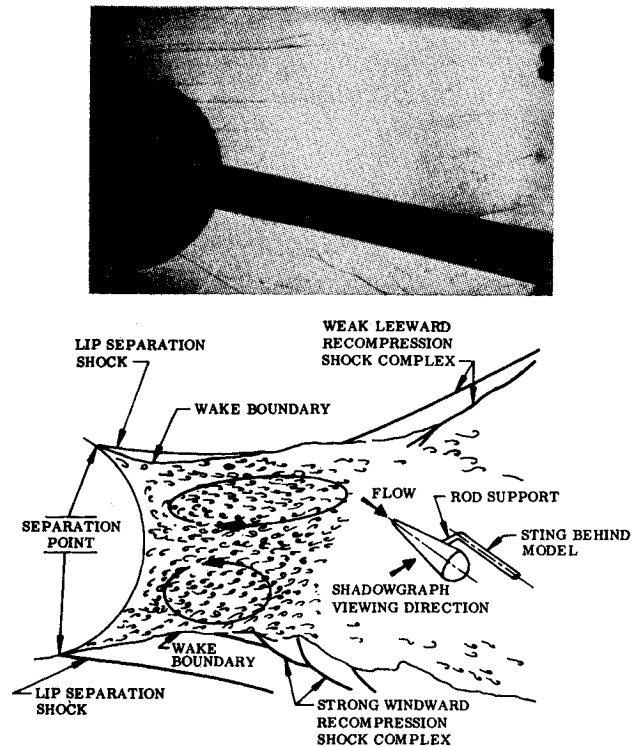 WEAK LEEWARD
RECOMPRESSION
SHOCK COMPLEX
LIP SEPARATION
SHOCK
WAKE BOUNDARY
FLOW
ROD SUPPORT
SEPARATION
POINT
STING BEHIND
MODEL
SHADOWGRAPH
VIEWING DIRECTION
WAKE
BOUNDARY
LIP SEPARATION
SHOCK
STRONG WINDWARD
RECOMPRESSION
SHOCK COMPLEX